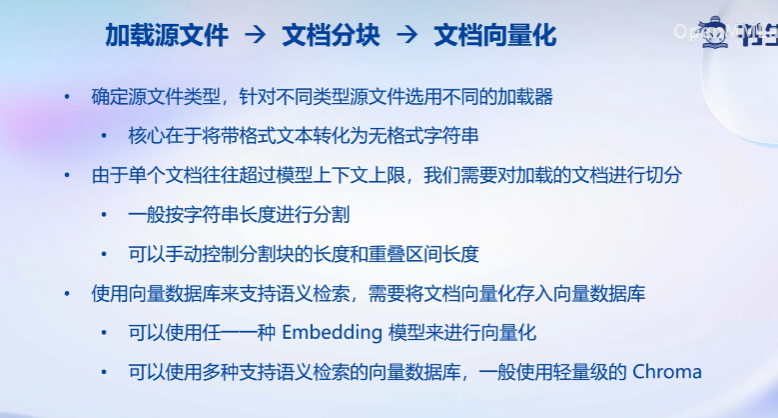 加载源文件 → 文档分块 → 文档向量化
• 确定源文件类型，针对不同类型源文件选用不同的加载器
• 核心在于将带格式文本转化为无格式字符串
• 由于单个文档往往超过模型上下文上限，我们需要对加载的文档进行切分
• 一般按字符串长度进行分割
• 可以手动控制分割块的长度和重叠区间长度
• 使用向量数据库来支持语义检索，需要将文档向量化存入向量数据库
• 可以使用任一一种 Embedding 模型来进行向量化
• 可以使用多种支持语义检索的向量数据库，一般使用轻量级的 Chroma